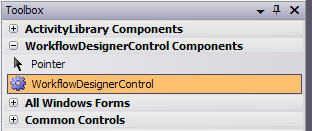 Toolbox
ActivityLibrary Components
WorkflowDesignerControl Components
Pointer
WorkflowDesignerControl
All Windows Forms
Common Controls